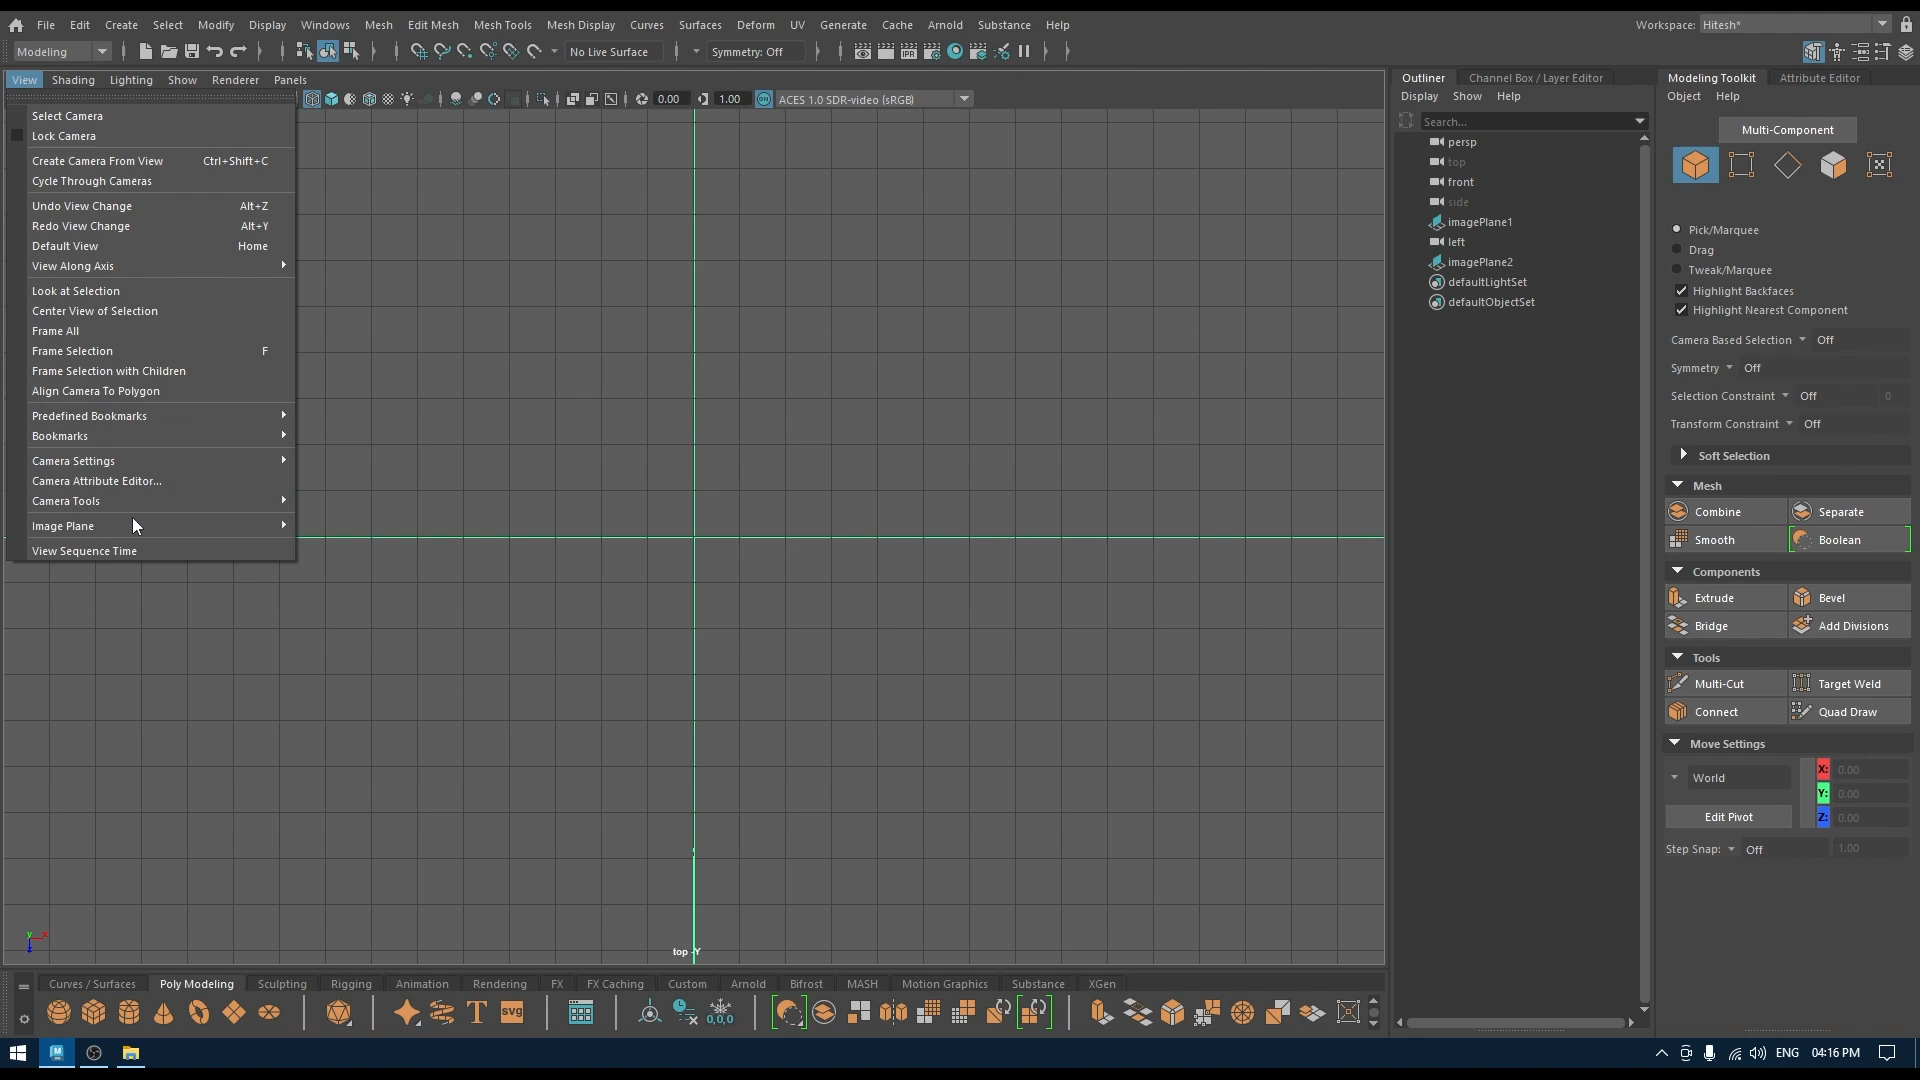 File Edit Create Select Modify Display Windows Mesh Edit Mesh Mesh Tools Mesh Display Curves Surfaces Deform UV Generate Cache Arnold Substance Help Workspace: Hitesh*
Modeling No Live Surface Symmetry: Off
View Shading Lighting Show Renderer Panels
0.00 1.00 ACES 1.0 SDR-video (sRGB)
Select Camera
Lock Camera
Create Camera From View Ctrl+Shift+C
Cycle Through Cameras
Undo View Change Alt+Z
Redo View Change Alt+Y
Default View Home
View Along Axis
Look at Selection
Center View of Selection
Frame All
Frame Selection F
Frame Selection with Children
Align Camera To Polygon
Predefined Bookmarks
Bookmarks
Camera Settings
Camera Attribute Editor...
Camera Tools
Image Plane
View Sequence Time
top -Y
y x
z
Outliner Channel Box / Layer Editor
Display Show Help
Search...
persp
top
front
side
imagePlane1
left
imagePlane2
defaultLightSet
defaultObjectSet
Modeling Toolkit Attribute Editor
Object Help
Multi-Component
Pick/Marquee
Drag
Tweak/Marquee
Highlight Backfaces
Highlight Nearest Component
Camera Based Selection Off
Symmetry Off
Selection Constraint Off 0
Transform Constraint Off
Soft Selection
Mesh
Combine Separate
Smooth Boolean
Components
Extrude Bevel
Bridge Add Divisions
Tools
Multi-Cut Target Weld
Connect Quad Draw
Move Settings
World X: 0.00
Y: 0.00
Edit Pivot Z: 0.00
Step Snap: Off 1.00
Curves / Surfaces Poly Modeling Sculpting Rigging Animation Rendering FX FX Caching Custom Arnold Bifrost MASH Motion Graphics Substance XGen
T svg 0,0,0
ENG 04:16 PM